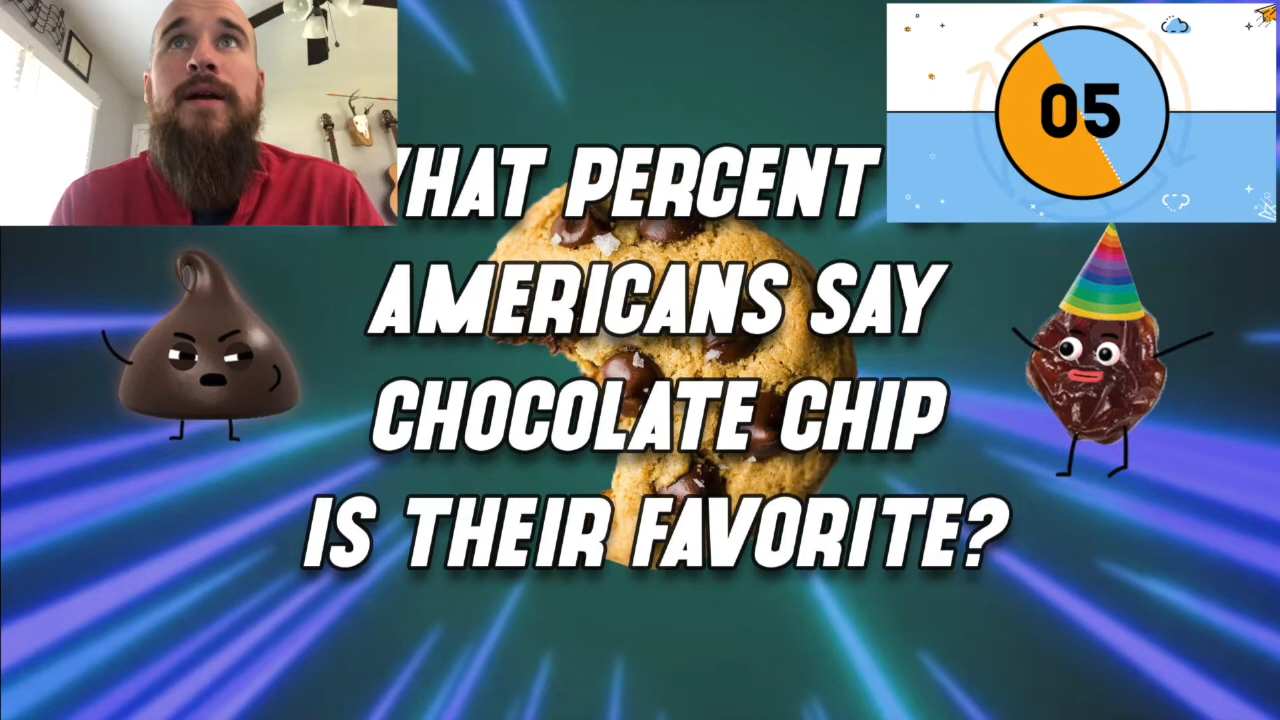 HAT PERCENT
05
AMERICANS SAY
CHOCOLATE CHIP
IS THEIR FAVORITE?